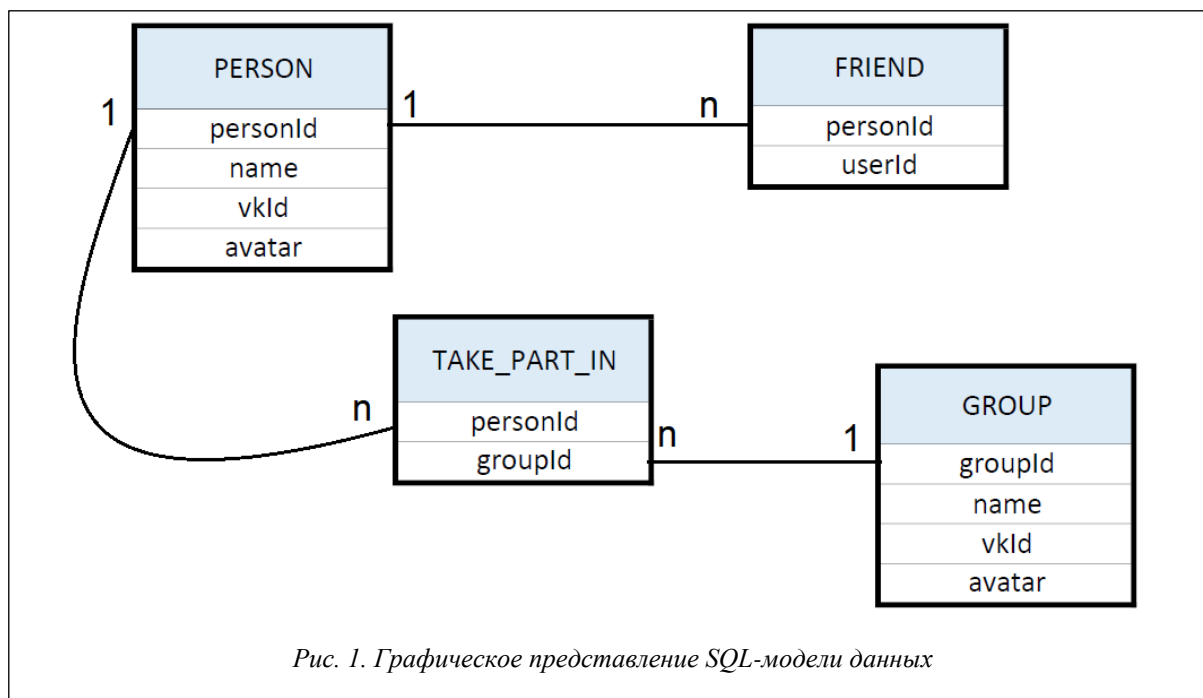 PERSON
personId
name
vkId
avatar
1
1
n
FRIEND
personId
userId
TAKE_PART_IN
personId
groupId
n
n
1
GROUP
groupId
name
vkId
avatar
Рис. 1. Графическое представление SQL-модели данных